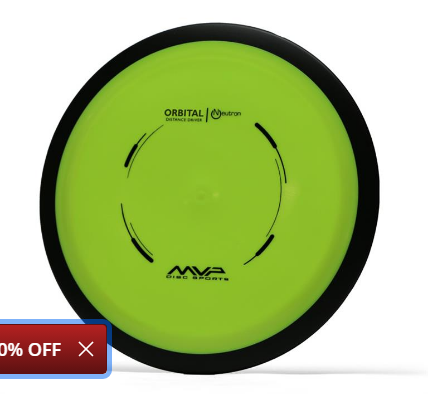 ORBITAL | Neutron
DISTANCE DRIVER
MVP
DISC SPORTS
0% OFF